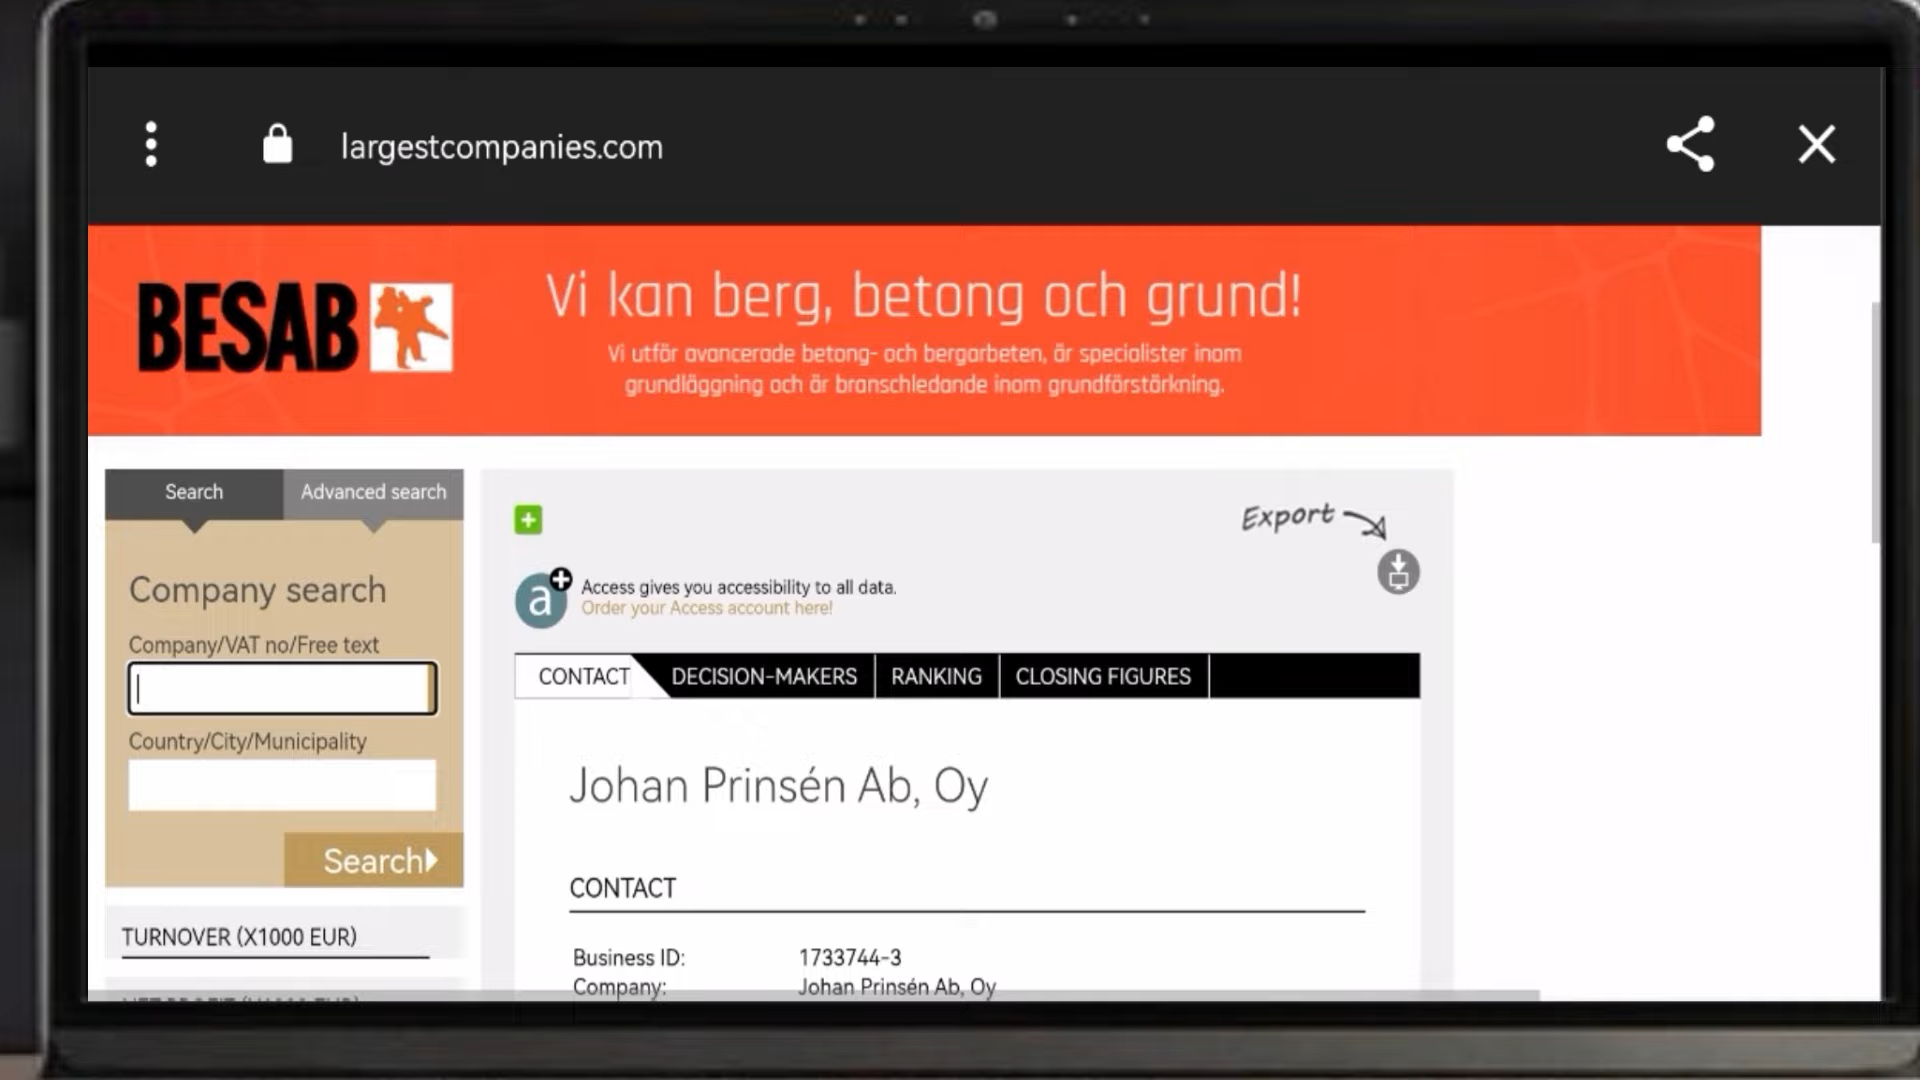 largestcompanies.com
BESAB
Vi kan berg, betong och grund!
Vi utför avancerade betong- och bergarbeten, är specialister inom
grundläggning och är branschledande inom grundförstärkning.
Search
Advanced search
Company search
Company/VAT no/Free text
Country/City/Municipality
Search
TURNOVER (X1000 EUR)
Export
a
Access gives you accessibility to all data.
Order your Access account here!
CONTACT
DECISION-MAKERS
RANKING
CLOSING FIGURES
Johan Prinsén Ab, Oy
CONTACT
Business ID: 1733744-3
Company: Johan Prinsén Ab, Oy